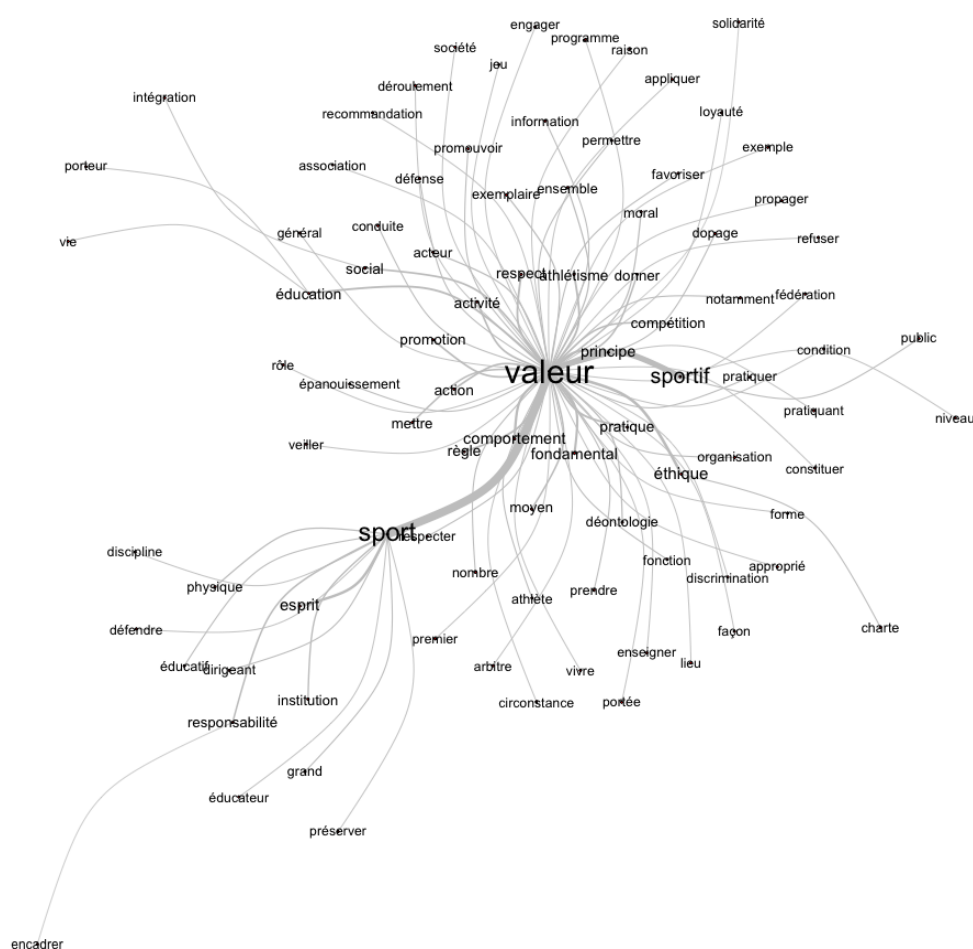 engager
solidarité
programme
société
raison
jeu
appliquer
déroulement
intégration
recommandation
loyauté
information
permettre
promouvoir
exemple
association
porteur
favoriser
défense
exemplaire
ensemble
propager
moral
conduite
général
dopage
refuser
vie
acteur
social
respect
athlétisme
donner
éducation
activité
notamment
fédération
compétition
promotion
public
principe
condition
rôle
valeur
sportif
pratiquer
épanouissement
action
pratiquant
niveau
mettre
pratique
comportement
veiller
règle
fondamental
organisation
constituer
éthique
moyen
forme
déontologie
sport
respecter
discipline
fonction
approprié
nombre
discrimination
physique
prendre
athlète
esprit
charte
défendre
façon
premier
enseigner
lieu
éducatif
dirigeant
arbitre
vivre
institution
circonstance
portée
responsabilité
grand
éducateur
préserver
encadrer